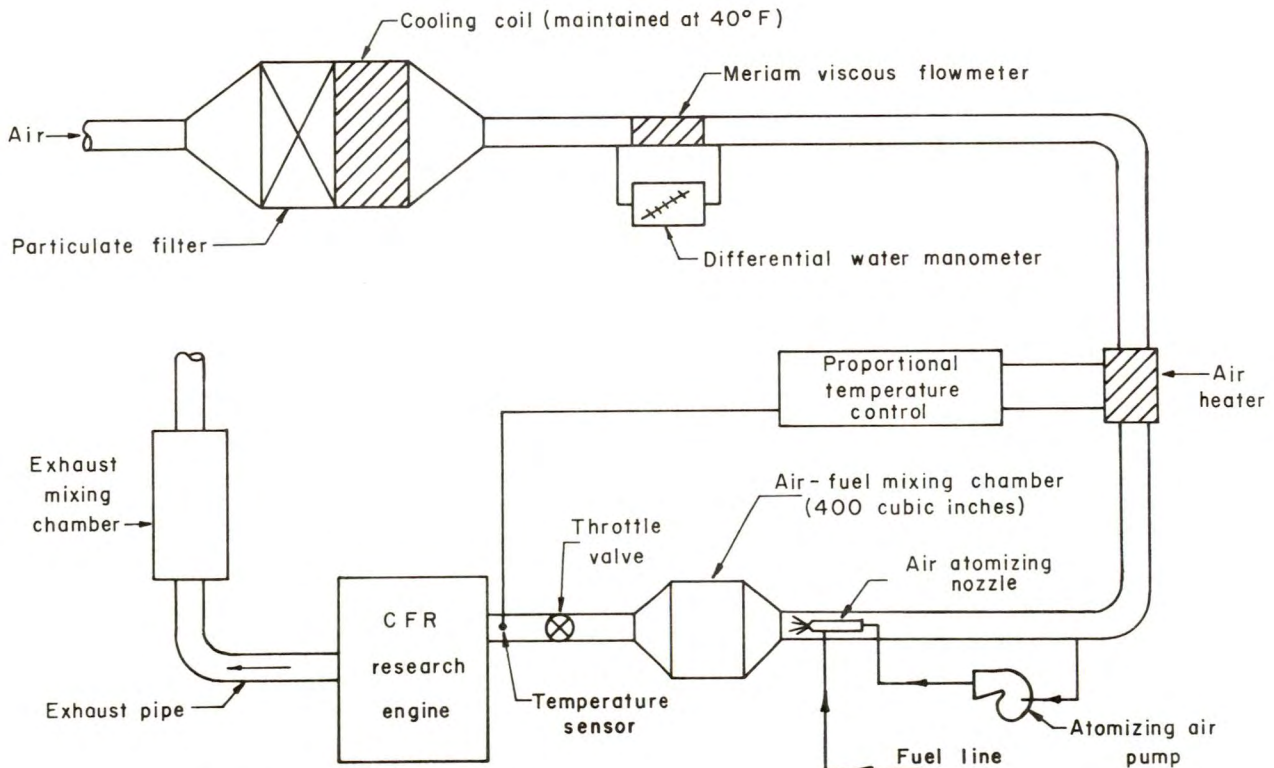 Cooling coil (maintained at 40°F)
Meriam viscous flowmeter
Air
Particulate filter
Differential water manometer
Proportional
temperature
control
Air
heater
Exhaust
mixing
chamber
Air-fuel mixing chamber
(400 cubic inches)
Throttle
valve
Air atomizing
nozzle
CFR
research
engine
Exhaust pipe
Temperature
sensor
Atomizing air
pump
Fuel line